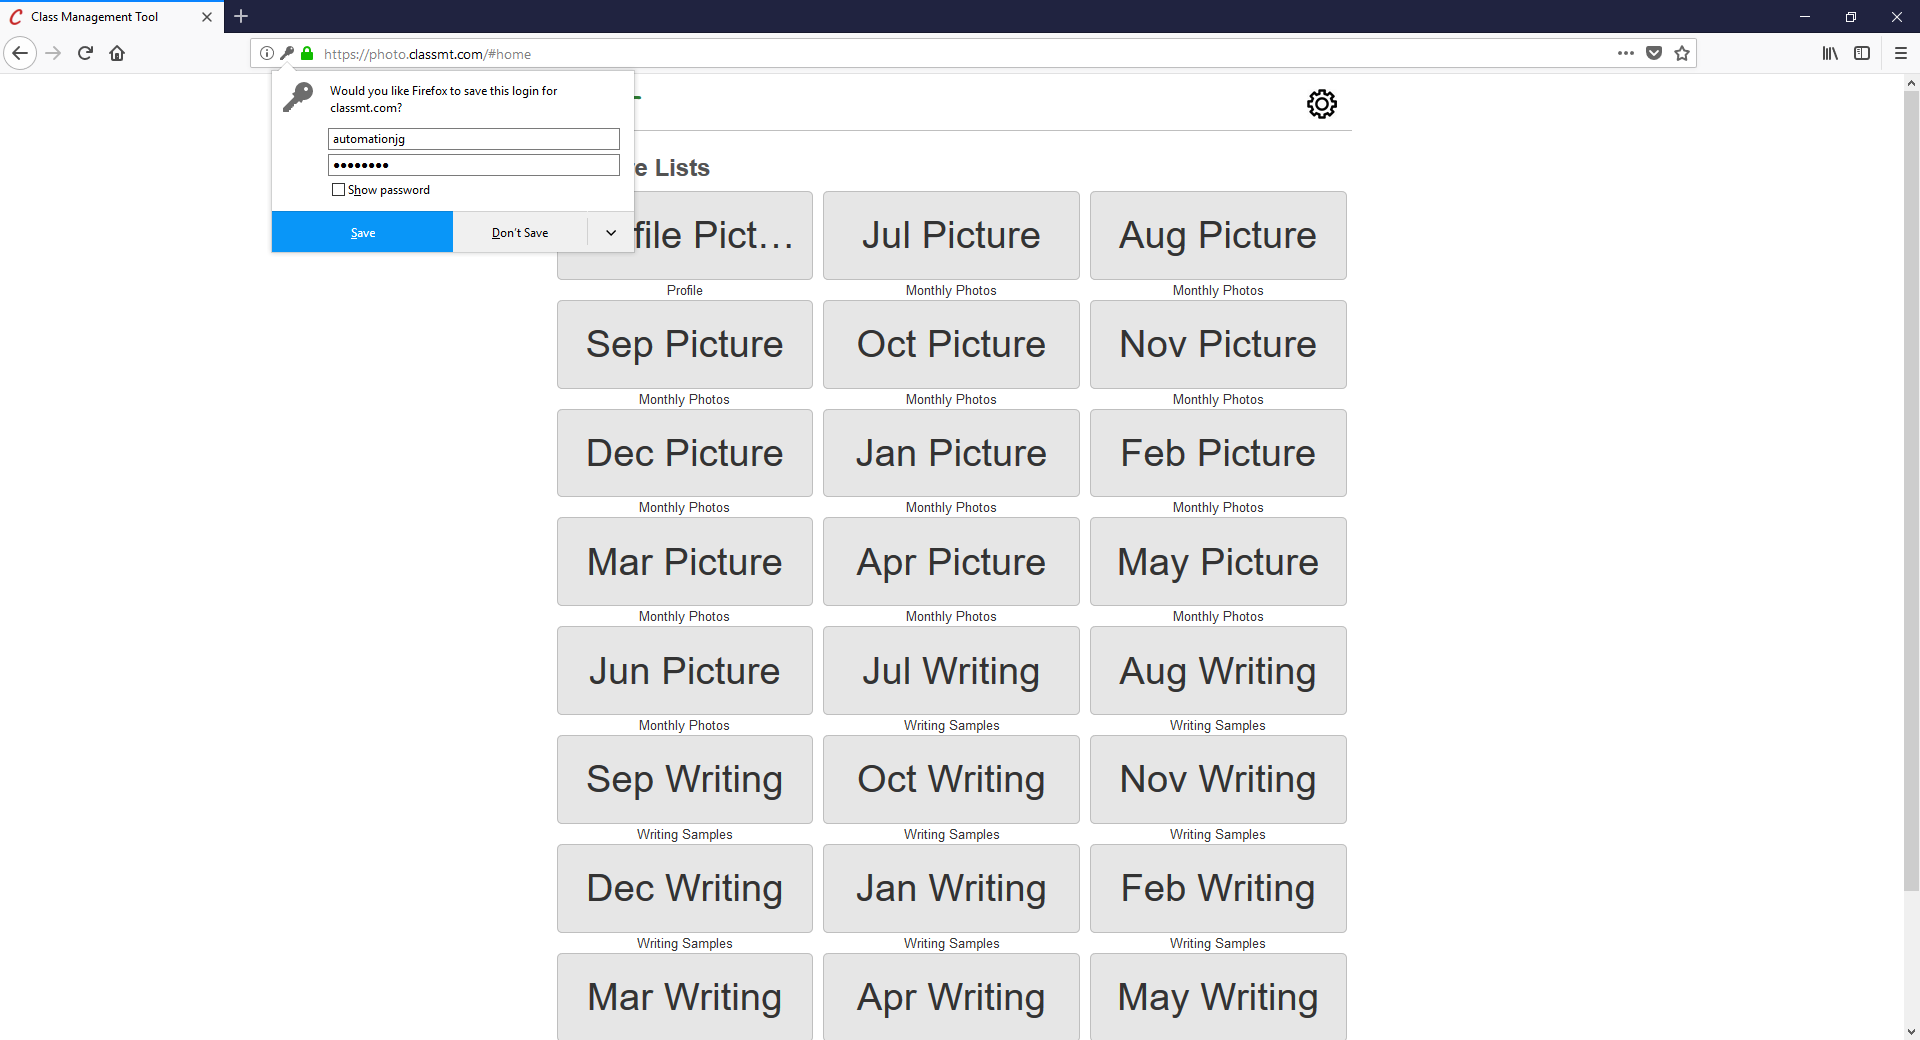 Class Management Tool
https://photo.classmt.com/#home
Would you like Firefox to save this login for
classmt.com?
automationjg
Show password
Save
Don't Save
e Lists
file Pict...
Jul Picture
Aug Picture
Profile
Monthly Photos
Monthly Photos
Sep Picture
Oct Picture
Nov Picture
Monthly Photos
Monthly Photos
Monthly Photos
Dec Picture
Jan Picture
Feb Picture
Monthly Photos
Monthly Photos
Monthly Photos
Mar Picture
Apr Picture
May Picture
Monthly Photos
Monthly Photos
Monthly Photos
Jun Picture
Jul Writing
Aug Writing
Monthly Photos
Writing Samples
Writing Samples
Sep Writing
Oct Writing
Nov Writing
Writing Samples
Writing Samples
Writing Samples
Dec Writing
Jan Writing
Feb Writing
Writing Samples
Writing Samples
Writing Samples
Mar Writing
Apr Writing
May Writing